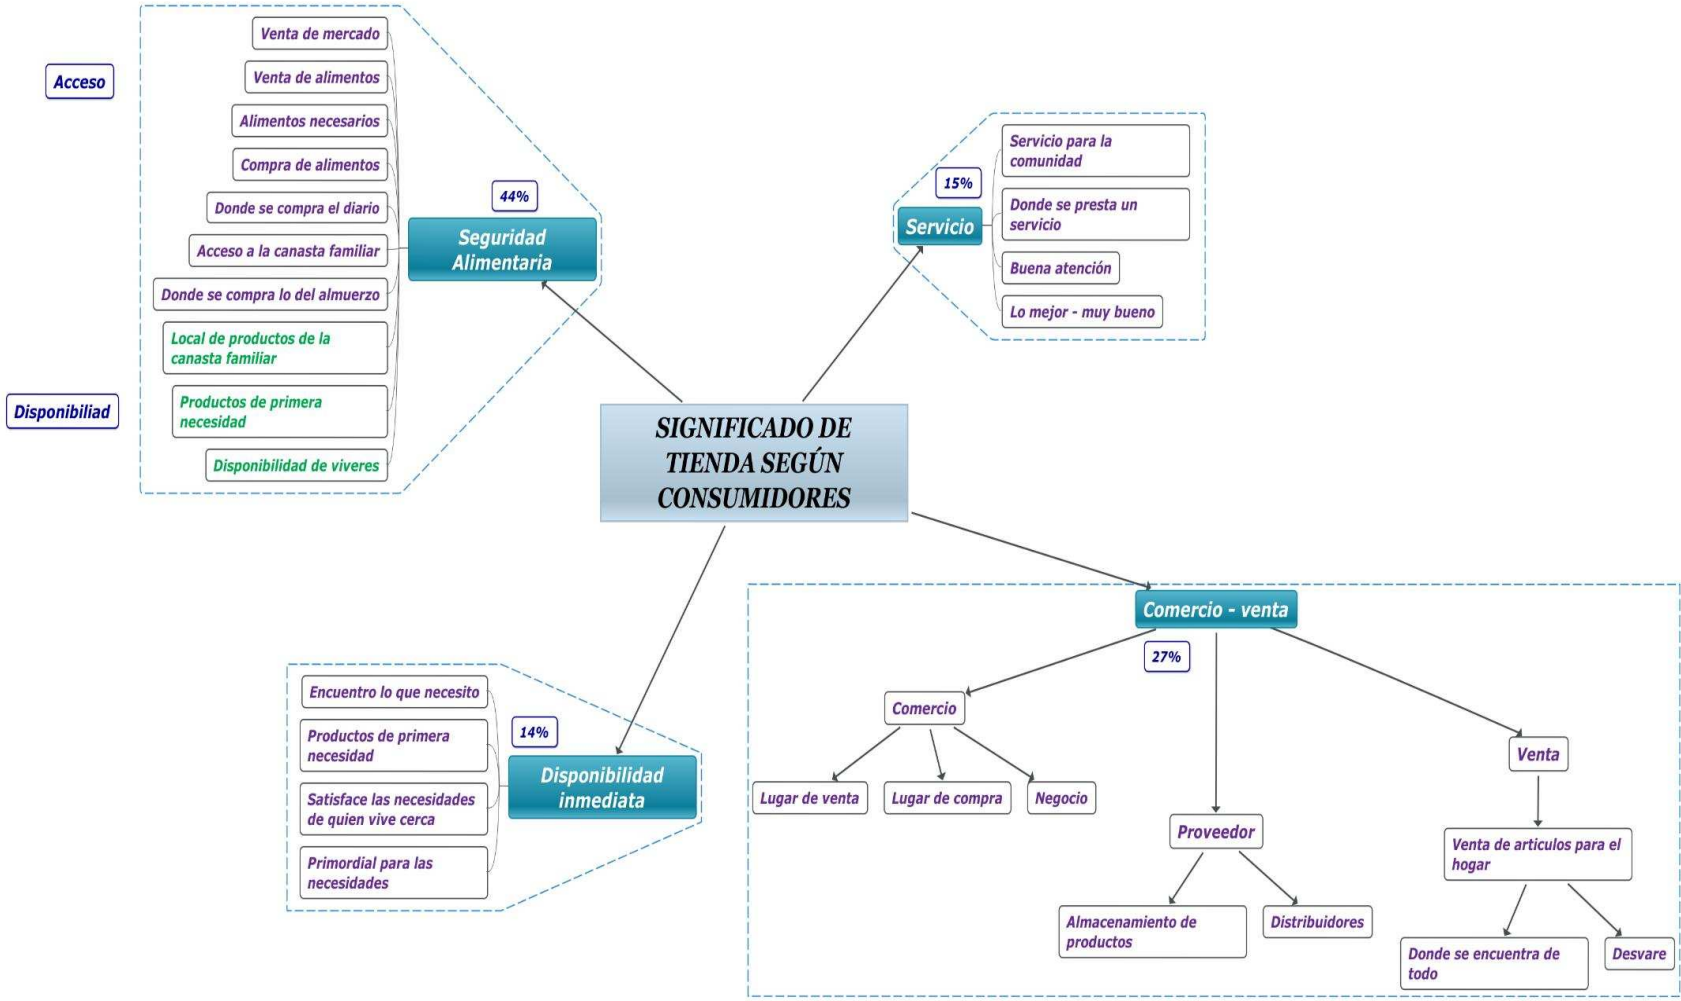 Acceso
Disponibiliad
Venta de mercado
Venta de alimentos
Alimentos necesarios
Compra de alimentos
Donde se compra el diario
Acceso a la canasta familiar
Donde se compra lo del almuerzo
Local de productos de la
canasta familiar
Productos de primera
necesidad
Disponibilidad de viveres
44%
Seguridad
Alimentaria
15%
Servicio
Servicio para la
comunidad
Donde se presta un
servicio
Buena atención
Lo mejor - muy bueno
SIGNIFICADO DE
TIENDA SEGÚN
CONSUMIDORES
Encuentro lo que necesito
Productos de primera
necesidad
Satisface las necesidades
de quien vive cerca
Primordial para las
necesidades
14%
Disponibilidad
inmediata
Comercio - venta
27%
Comercio
Lugar de venta
Lugar de compra
Negocio
Proveedor
Almacenamiento de
productos
Distribuidores
Venta
Venta de articulos para el
hogar
Donde se encuentra de
todo
Desvare